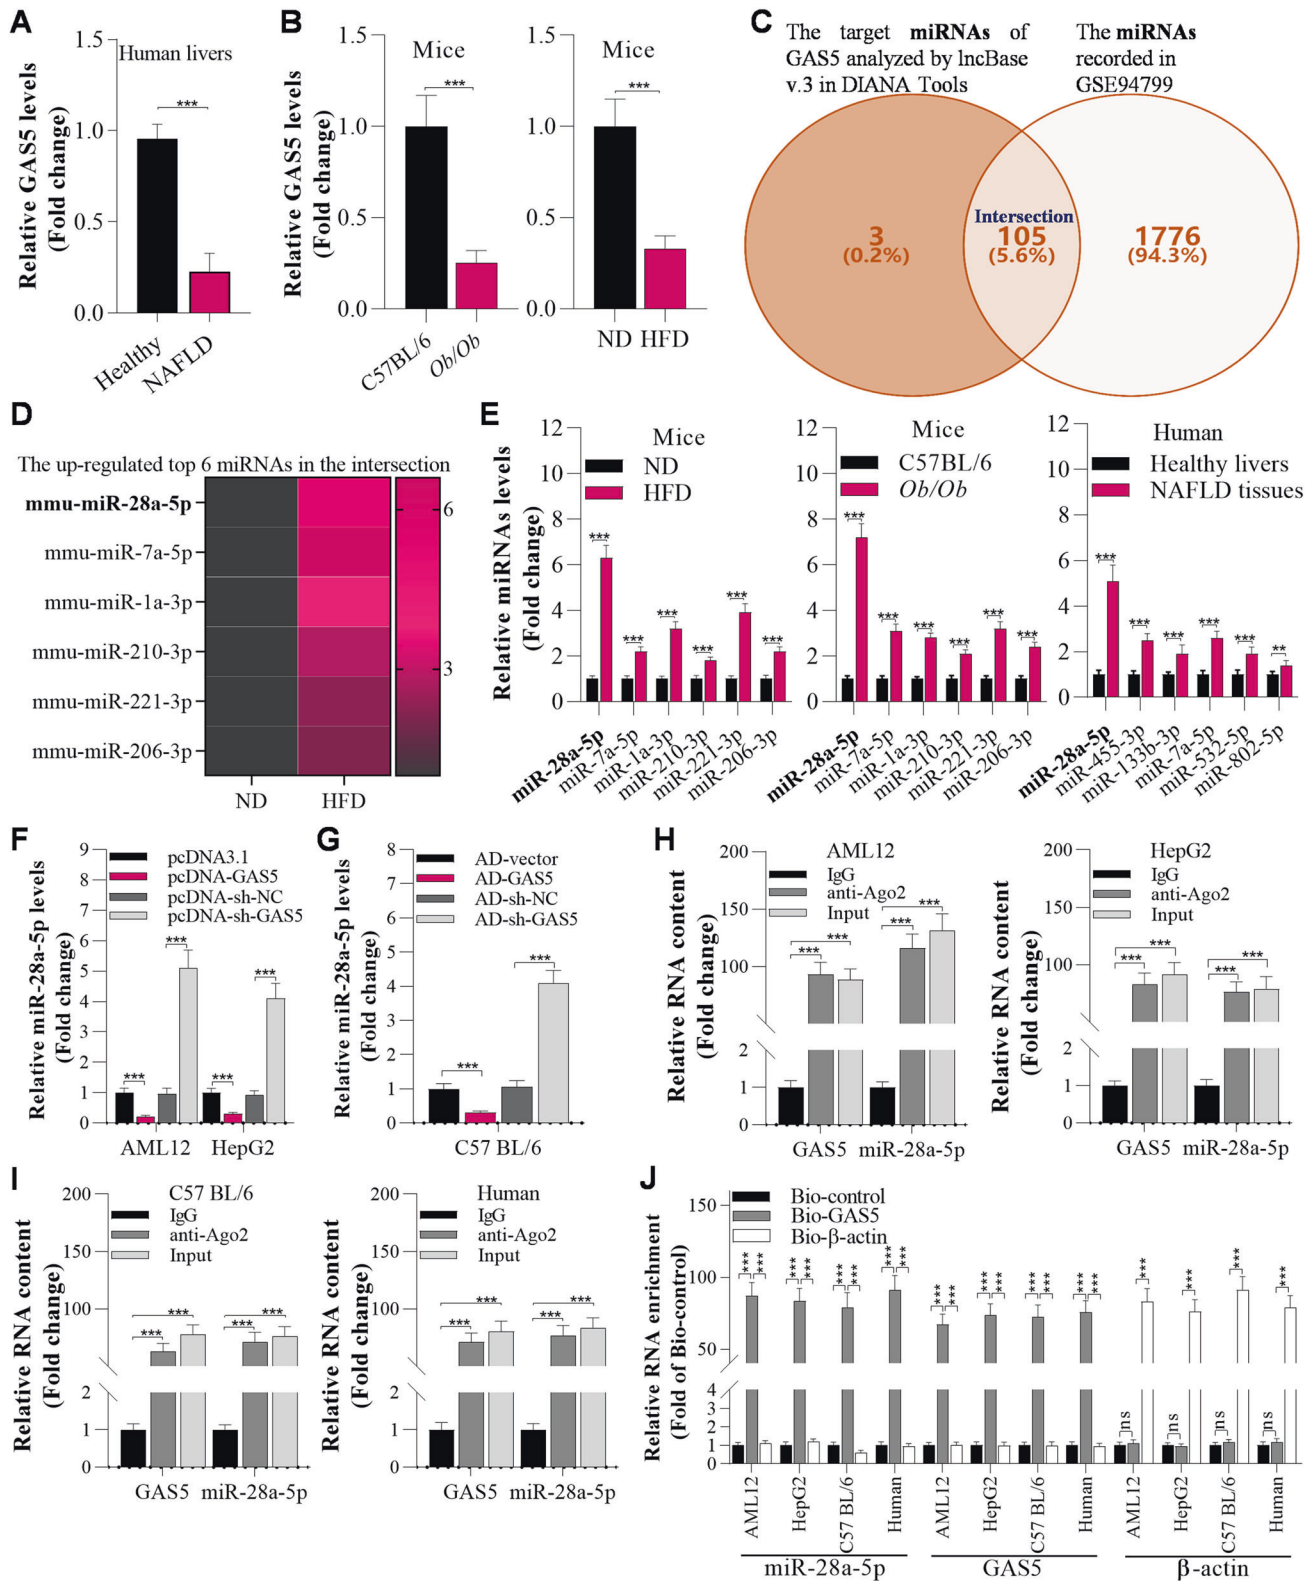 A
Human livers
***
Relative GAS5 levels
(Fold change)
1.5
1.0
0.5
0.0
Healthy
NAFLD
B
Mice
***
Relative GAS5 levels
(Fold change)
1.5
1.0
0.5
0.0
C57BL/6
Ob/Ob
Mice
***
1.5
1.0
0.5
0.0
ND HFD
C
The target miRNAs of
GAS5 analyzed by lncBase
v.3 in DIANA Tools
The miRNAs
recorded in
GSE94799
3
(0.2%)
Intersection
105
(5.6%)
1776
(94.3%)
D
The up-regulated top 6 miRNAs in the intersection
mmu-miR-28a-5p
mmu-miR-7a-5p
mmu-miR-1a-3p
mmu-miR-210-3p
mmu-miR-221-3p
mmu-miR-206-3p
ND
HFD
6
3
E
Relative miRNAs levels
(Fold change)
12
10
8
6
4
2
0
Mice
ND
HFD
*** *** *** *** *** ***
miR-28a-5p
miR-7a-5p
miR-1a-3p
miR-210-3p
miR-221-3p
miR-206-3p
12
10
8
6
4
2
0
Mice
C57BL/6
Ob/Ob
*** *** *** *** *** ***
miR-28a-5p
miR-7a-5p
miR-1a-3p
miR-210-3p
miR-221-3p
miR-206-3p
12
10
8
6
4
2
0
Human
Healthy livers
NAFLD tissues
*** *** *** *** *** **
miR-28a-5p
miR-455-3p
miR-133b-3p
miR-7a-5p
miR-532-5p
miR-802-5p
F
Relative miR-28a-5p levels
(Fold change)
9
8
7
6
5
4
3
2
1
0
pcDNA3.1
pcDNA-GAS5
pcDNA-sh-NC
pcDNA-sh-GAS5
*** *** *** ***
AML12 HepG2
G
Relative miR-28a-5p levels
(Fold change)
8
7
6
5
4
3
2
1
0
AD-vector
AD-GAS5
AD-sh-NC
AD-sh-GAS5
*** ***
C57 BL/6
H
Relative RNA content
(Fold change)
200
150
100
2
1
0
AML12
IgG
anti-Ago2
Input
*** *** *** ***
GAS5 miR-28a-5p
Relative RNA content
(Fold change)
200
150
100
2
1
0
HepG2
IgG
anti-Ago2
Input
*** *** *** ***
GAS5 miR-28a-5p
I
Relative RNA content
(Fold change)
200
100
2
1
0
C57 BL/6
IgG
anti-Ago2
Input
*** *** *** ***
GAS5 miR-28a-5p
Relative RNA content
(Fold change)
200
100
2
1
0
Human
IgG
anti-Ago2
Input
*** *** *** ***
GAS5 miR-28a-5p
J
Relative RNA enrichment
(Fold of Bio-control)
150
100
50
4
3
2
1
0
Bio-control
Bio-GAS5
Bio-β-actin
*** *** *** *** *** *** *** ***
*** *** *** *** *** *** *** ***
*** *** *** ***
ns ns ns ns
AML12
HepG2
C57 BL/6
Human
AML12
HepG2
C57 BL/6
Human
AML12
HepG2
C57 BL/6
Human
miR-28a-5p
GAS5
β-actin